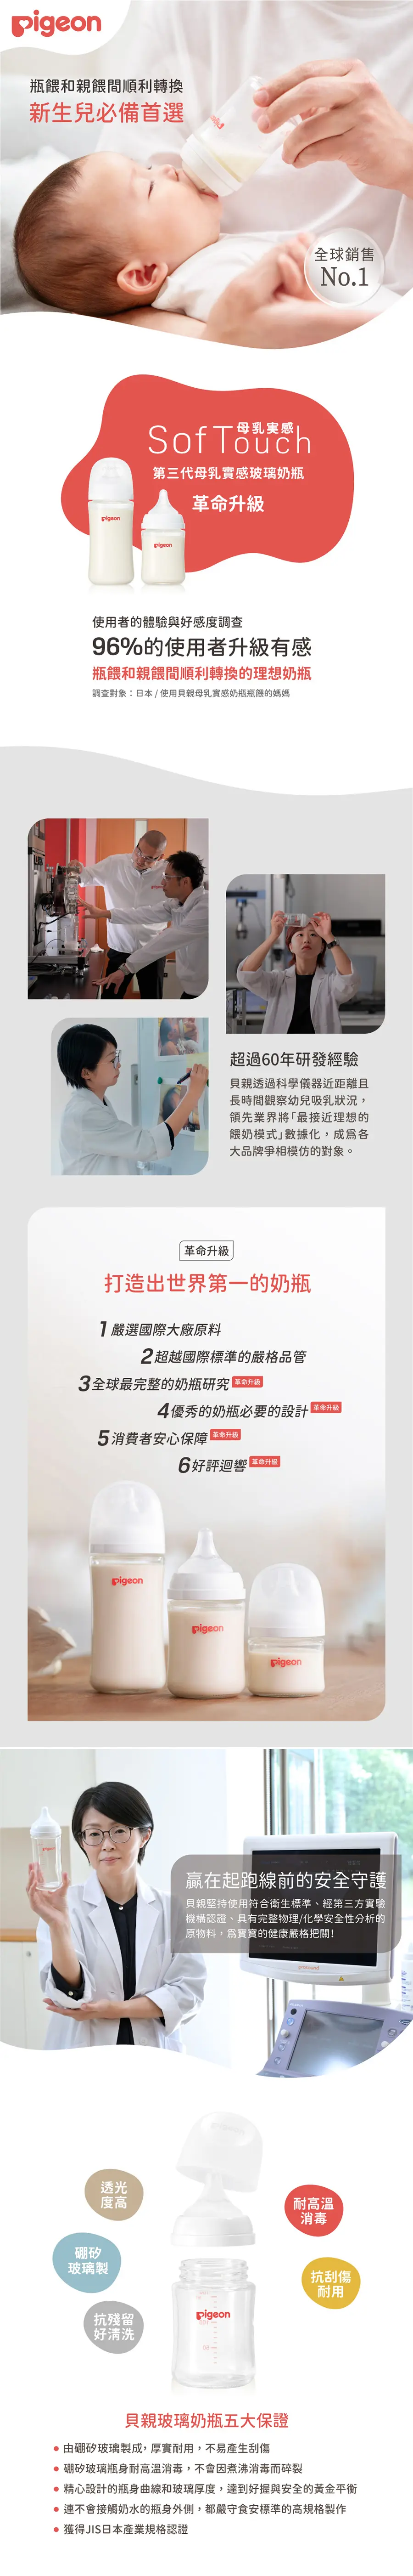 Pigeon
瓶餵和親餵間順利轉換
新生兒必備首選
全球銷售
No.1
母乳実感
SofTouch
第三代母乳實感玻璃奶瓶
革命升級
pigeon
pigeon
使用者的體驗與好感度調查
96%的使用者升級有感
瓶餵和親餵間順利轉換的理想奶瓶
調查對象：日本 / 使用貝親母乳實感奶瓶瓶餵的媽媽
超過60年研發經驗
貝親透過科學儀器近距離且
長時間觀察幼兒吸乳狀況，
領先業界將「最接近理想的
餵奶模式」數據化，成為各
大品牌爭相模仿的對象。
革命升級
打造出世界第一的奶瓶
1 嚴選國際大廠原料
2 超越國際標準的嚴格品管
3 全球最完整的奶瓶研究 革命升級
4 優秀的奶瓶必要的設計 革命升級
5 消費者安心保障 革命升級
6 好評迴響 革命升級
pigeon
pigeon
pigeon
贏在起跑線前的安全守護
貝親堅持使用符合衛生標準、經第三方實驗
機構認證、具有完整物理/化學安全性分析的
原物料，為寶寶的健康嚴格把關!
透光
度高
耐高溫
消毒
硼矽
玻璃製
抗刮傷
耐用
抗殘留
好清洗
pigeon
貝親玻璃奶瓶五大保證
● 由硼矽玻璃製成，厚實耐用，不易產生刮傷
● 硼矽玻璃瓶身耐高溫消毒，不會因煮沸消毒而碎裂
● 精心設計的瓶身曲線和玻璃厚度，達到好握與安全的黃金平衡
● 連不會接觸奶水的瓶身外側，都嚴守食安標準的高規格製作
● 獲得JIS日本產業規格認證